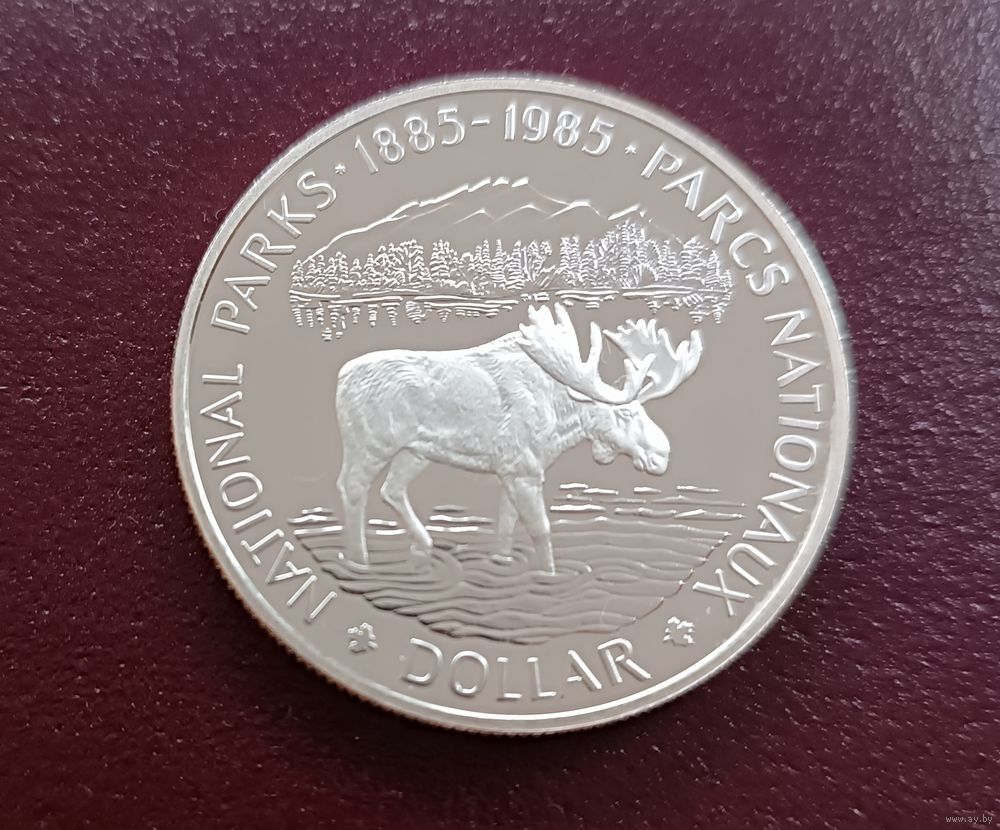 NATIONAL PARKS · 1885-1985 · PARCS NATIONAUX
DOLLAR
www.ay.by